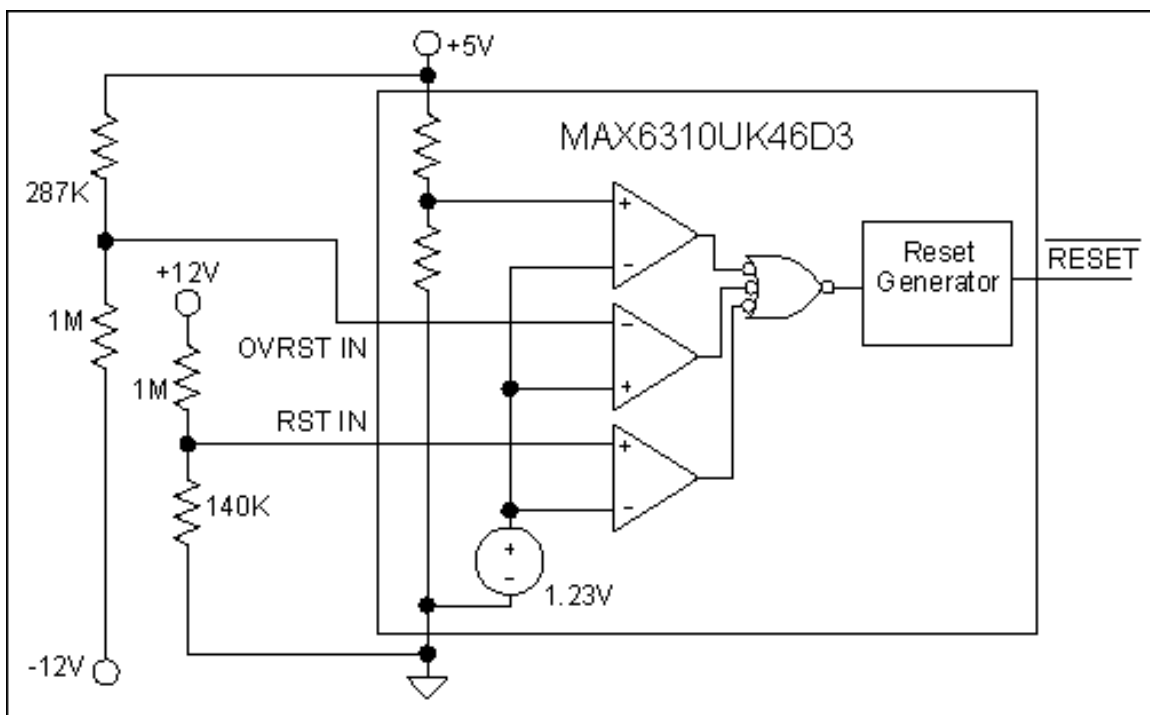 +5V
MAX6310UK46D3
287K
+
-
Reset
Generator
RESET
+12V
1M
-
OVRST IN
1M
+
RST IN
+
140K
-
+
-
1.23V
-12V